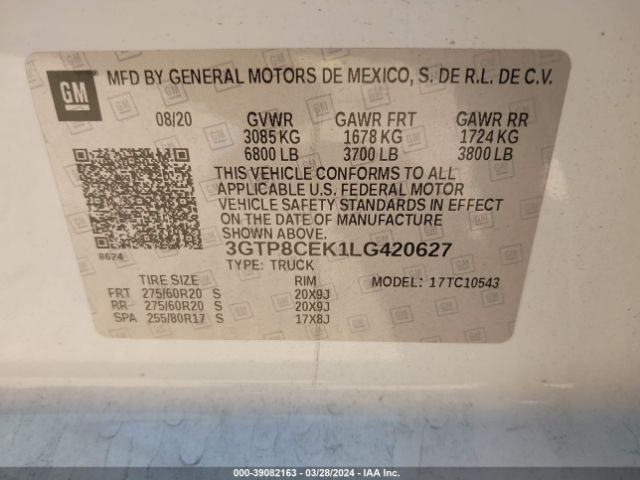 GM
MFD BY GENERAL MOTORS DE MEXICO, S. DE R.L. DE C.V.
08/20 GVWR GAWR FRT GAWR RR
3085 KG 1678 KG 1724 KG
6800 LB 3700 LB 3800 LB
THIS VEHICLE CONFORMS TO ALL
APPLICABLE U.S. FEDERAL MOTOR
VEHICLE SAFETY STANDARDS IN EFFECT
ON THE DATE OF MANUFACTURE
SHOWN ABOVE.
8624
3GTP8CEK1LG420627
TYPE: TRUCK
TIRE SIZE RIM MODEL: 17TC10543
FRT 275/60R20 S 20X9J
RR 275/60R20 S 20X9J
SPA 255/80R17 S 17X8J
000-39082163 - 03/28/2024 - IAA Inc.